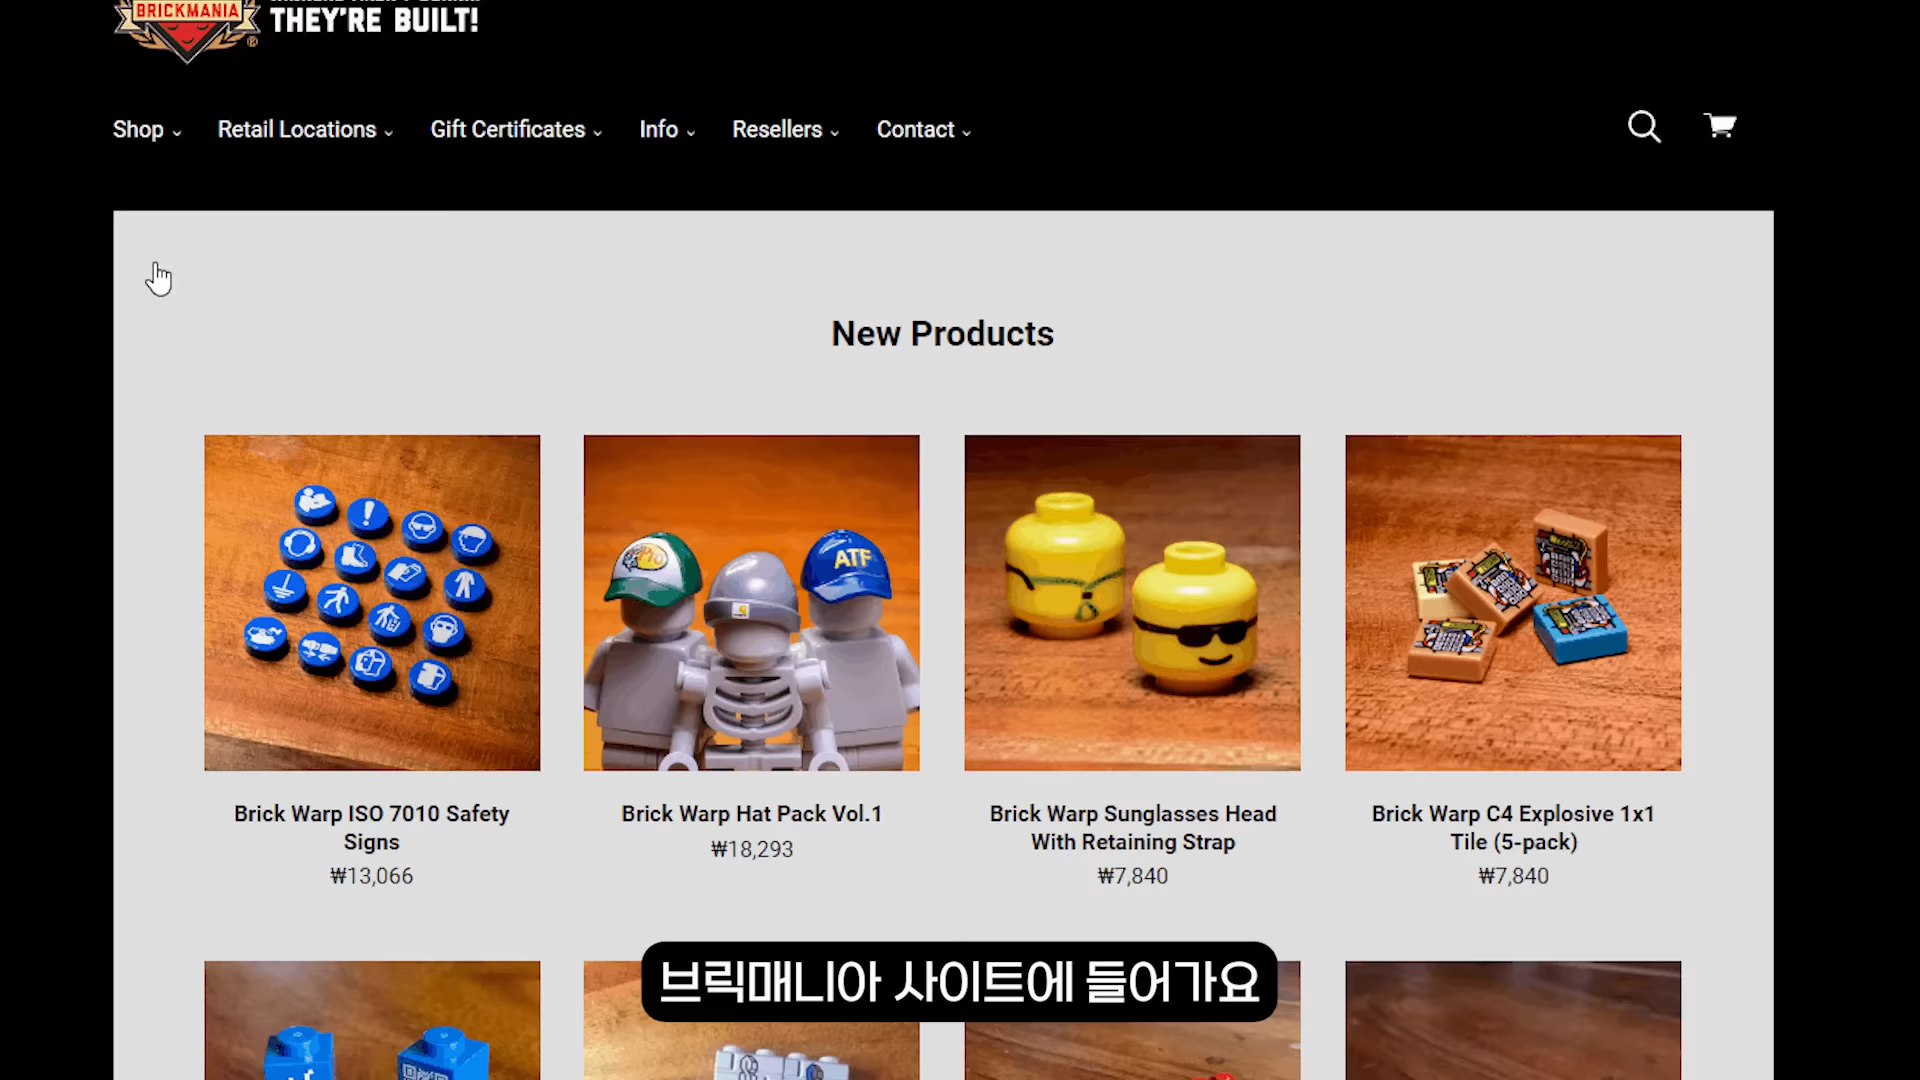 BRICKMANIA
THEY'RE BUILT!
Shop
Retail Locations
Gift Certificates
Info
Resellers
Contact
New Products
ATF
Brick Warp ISO 7010 Safety
Signs
₩13,066
Brick Warp Hat Pack Vol.1
₩18,293
Brick Warp Sunglasses Head
With Retaining Strap
₩7,840
Brick Warp C4 Explosive 1x1
Tile (5-pack)
₩7,840
브릭매니아 사이트에 들어가요